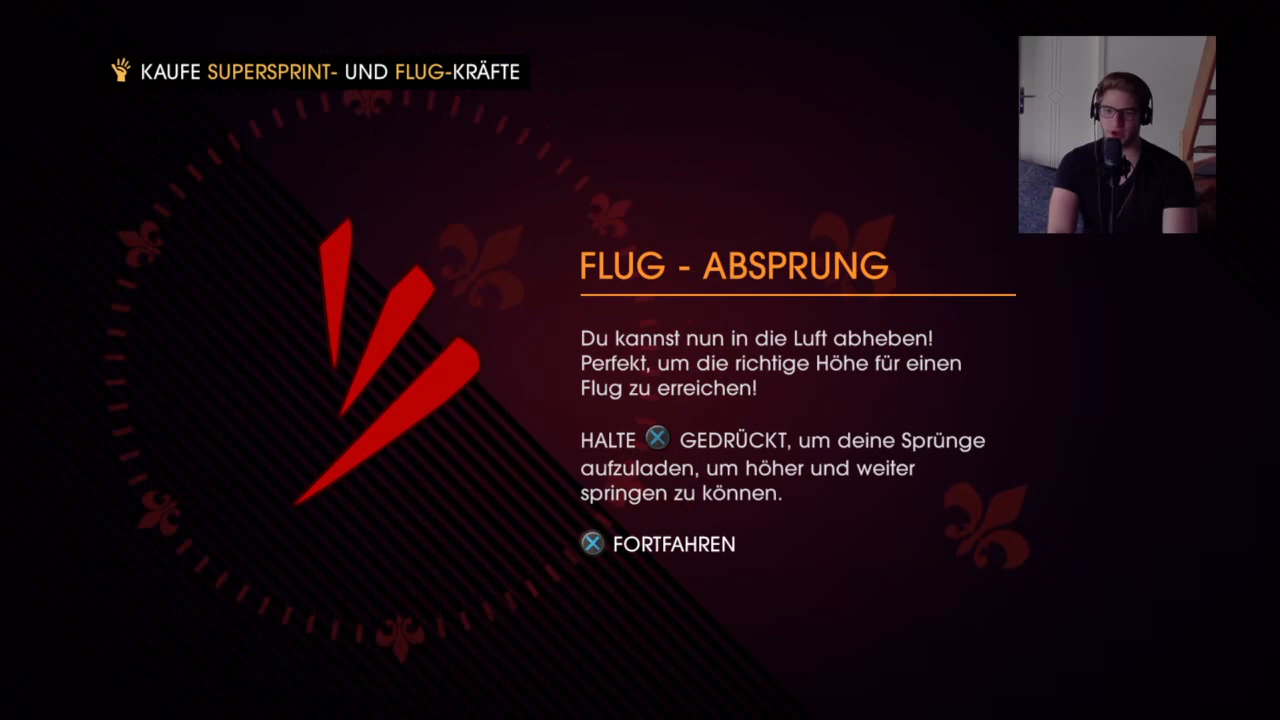 KAUFE SUPERSPRINT- UND FLUG-KRÄFTE
FLUG - ABSPRUNG
Du kannst nun in die Luft abheben!
Perfekt, um die richtige Höhe für einen
Flug zu erreichen!
HALTE GEDRÜCKT, um deine Sprünge
aufzuladen, um höher und weiter
springen zu können.
FORTFAHREN